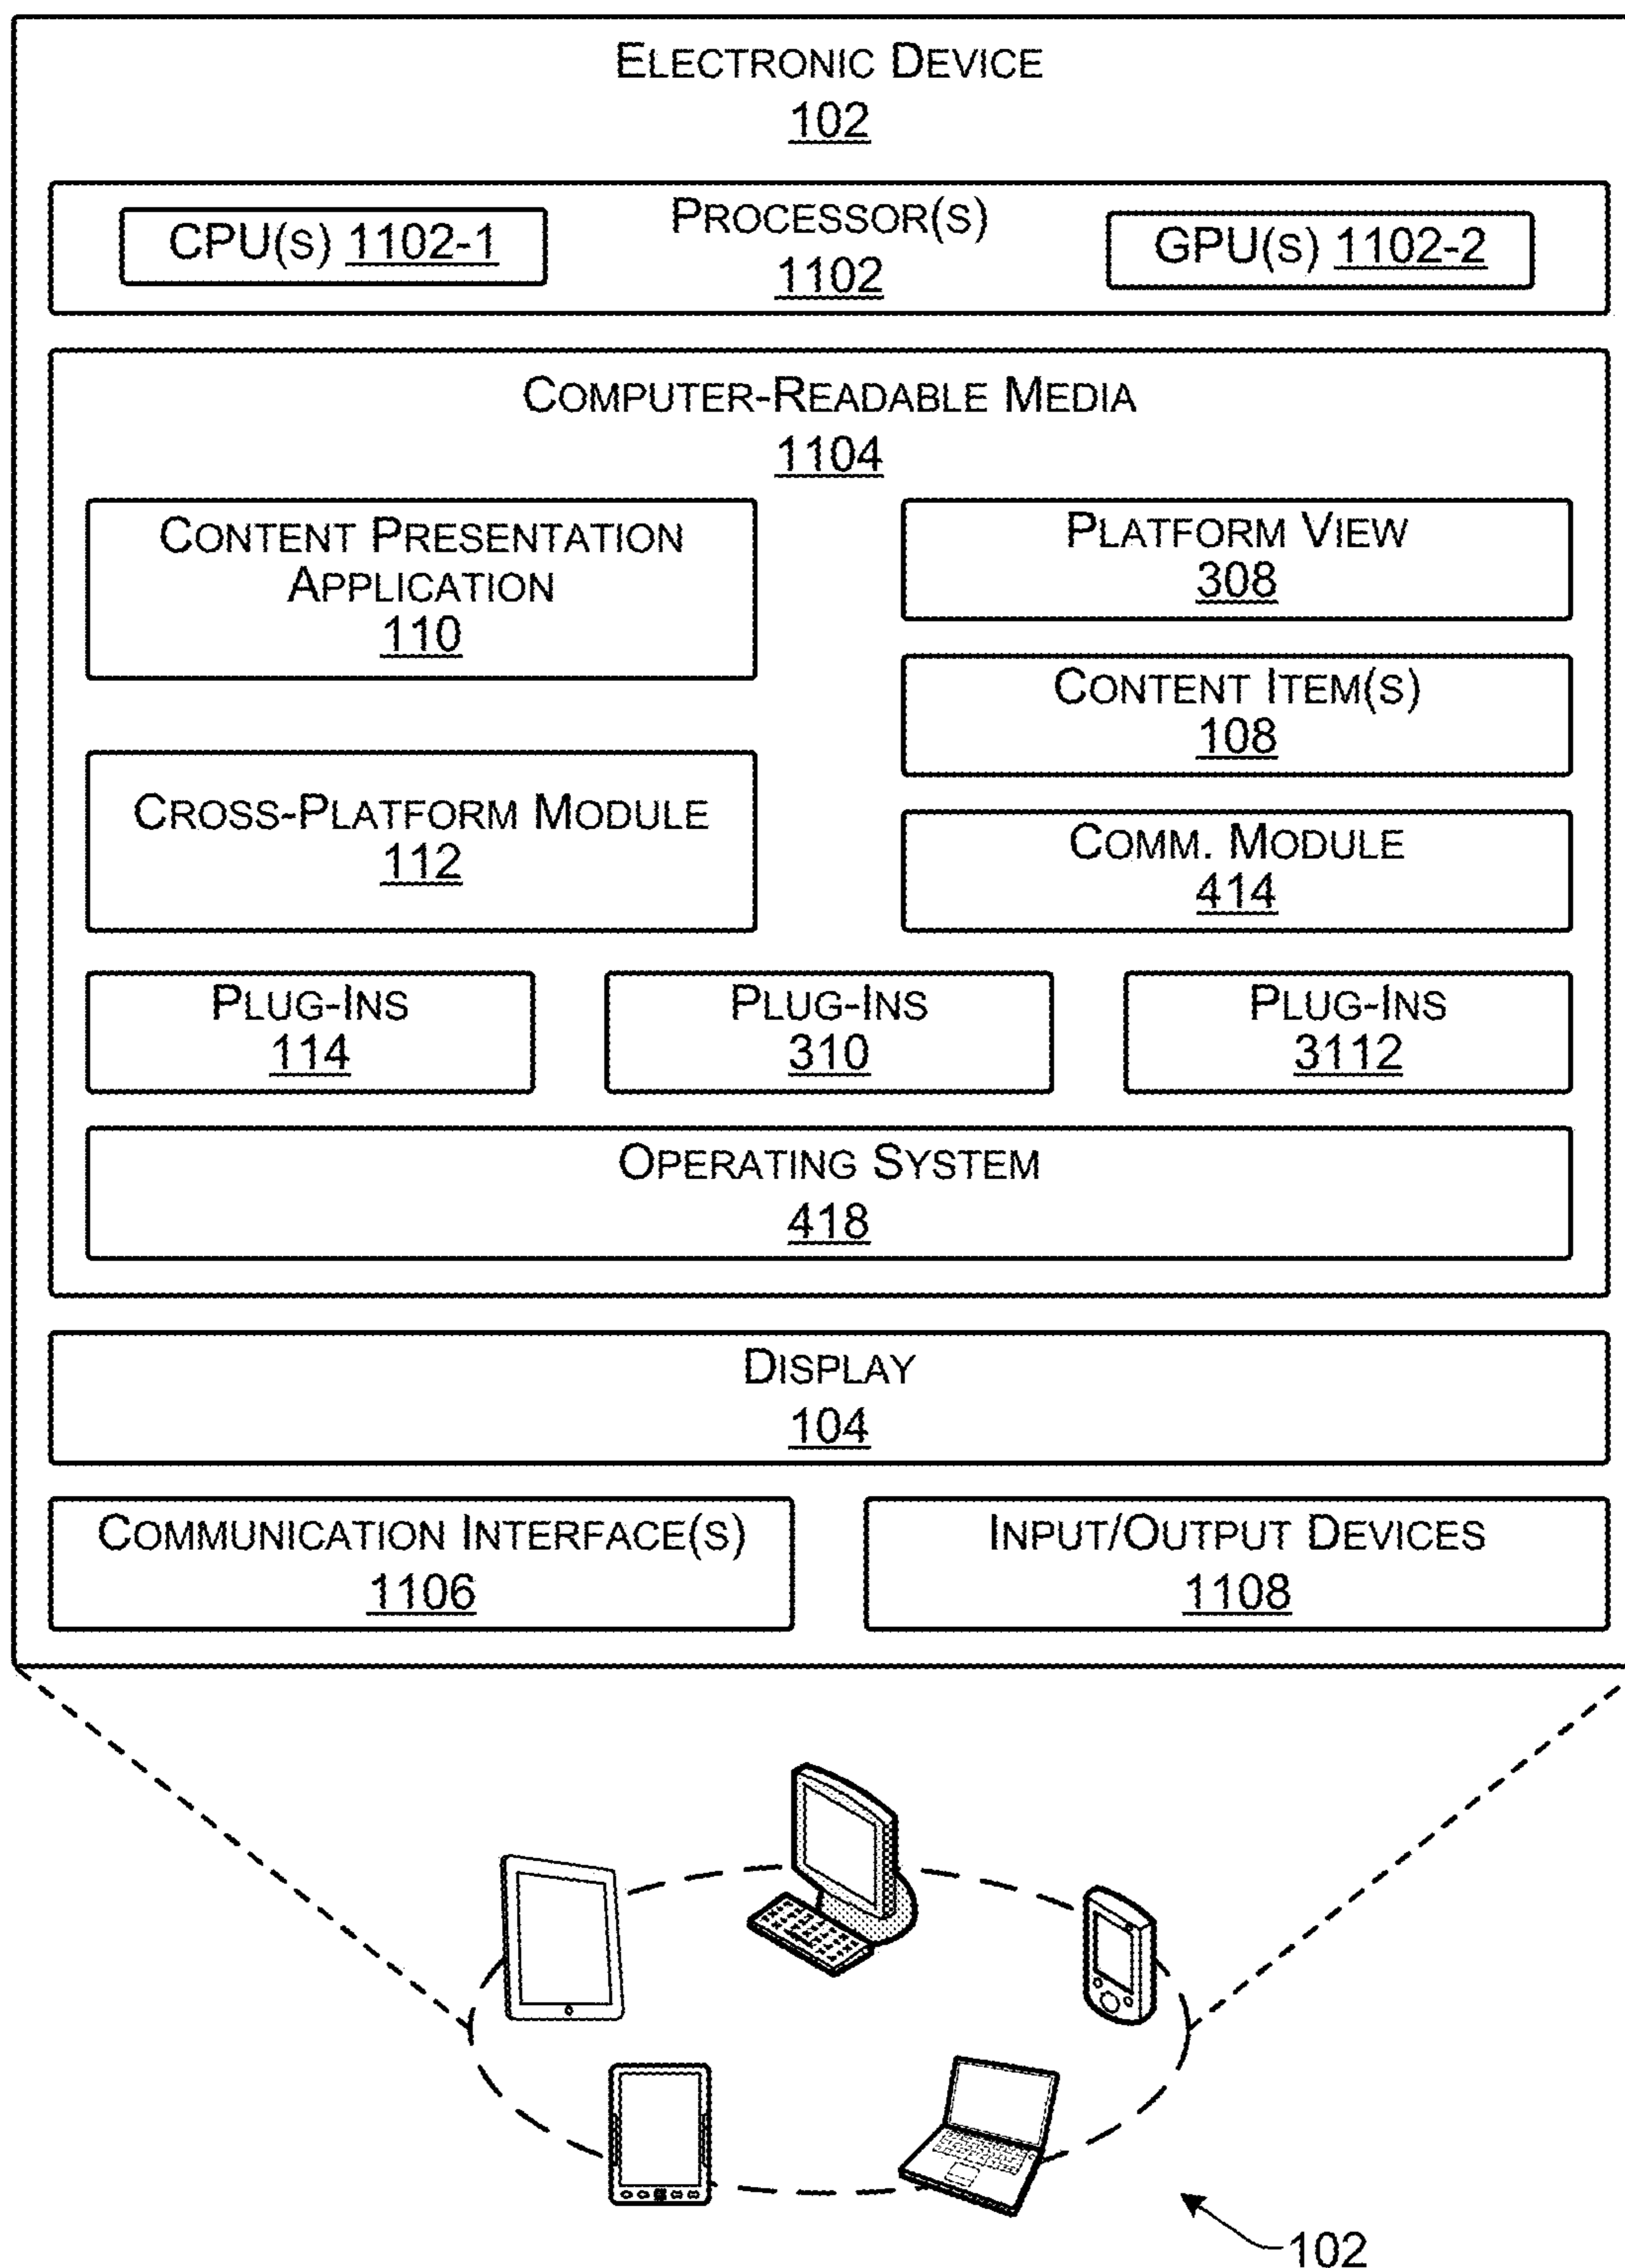 ELECTRONIC DEVICE
102
CPU(S) 1102-1
PROCESSOR(S)
1102
GPU(S) 1102-2
COMPUTER-READABLE MEDIA
1104
CONTENT PRESENTATION
APPLICATION
110
PLATFORM VIEW
308
CONTENT ITEM(S)
108
CROSS-PLATFORM MODULE
112
COMM. MODULE
414
PLUG-INS
114
PLUG-INS
310
PLUG-INS
3112
OPERATING SYSTEM
418
DISPLAY
104
COMMUNICATION INTERFACE(S)
1106
INPUT/OUTPUT DEVICES
1108
102